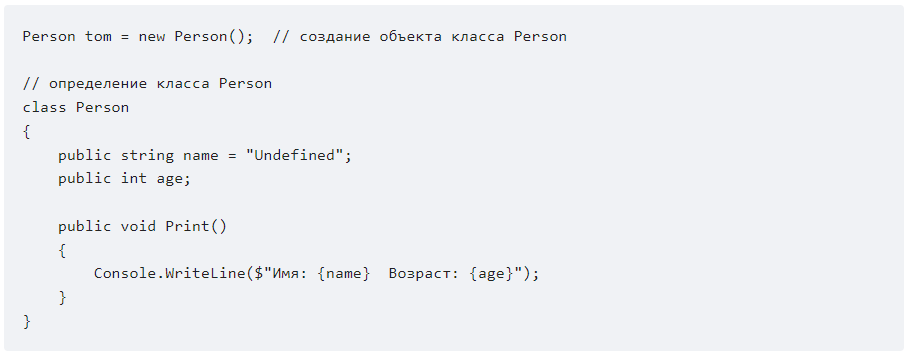 Person tom = new Person();  // создание объекта класса Person

// определение класса Person
class Person
{
    public string name = "Undefined";
    public int age;

    public void Print()
    {
        Console.WriteLine($"Имя: {name}  Возраст: {age}");
    }
}